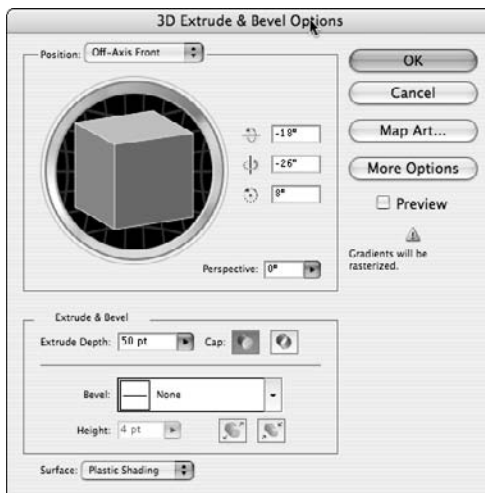 3D Extrude & Bevel Options
Position: Off-Axis Front
-18°
-26°
8°
Perspective: 0°
OK
Cancel
Map Art...
More Options
Preview
Gradients will be
rasterized.
Extrude & Bevel
Extrude Depth: 50 pt Cap:
Bevel: None
Height: 4 pt
Surface: Plastic Shading